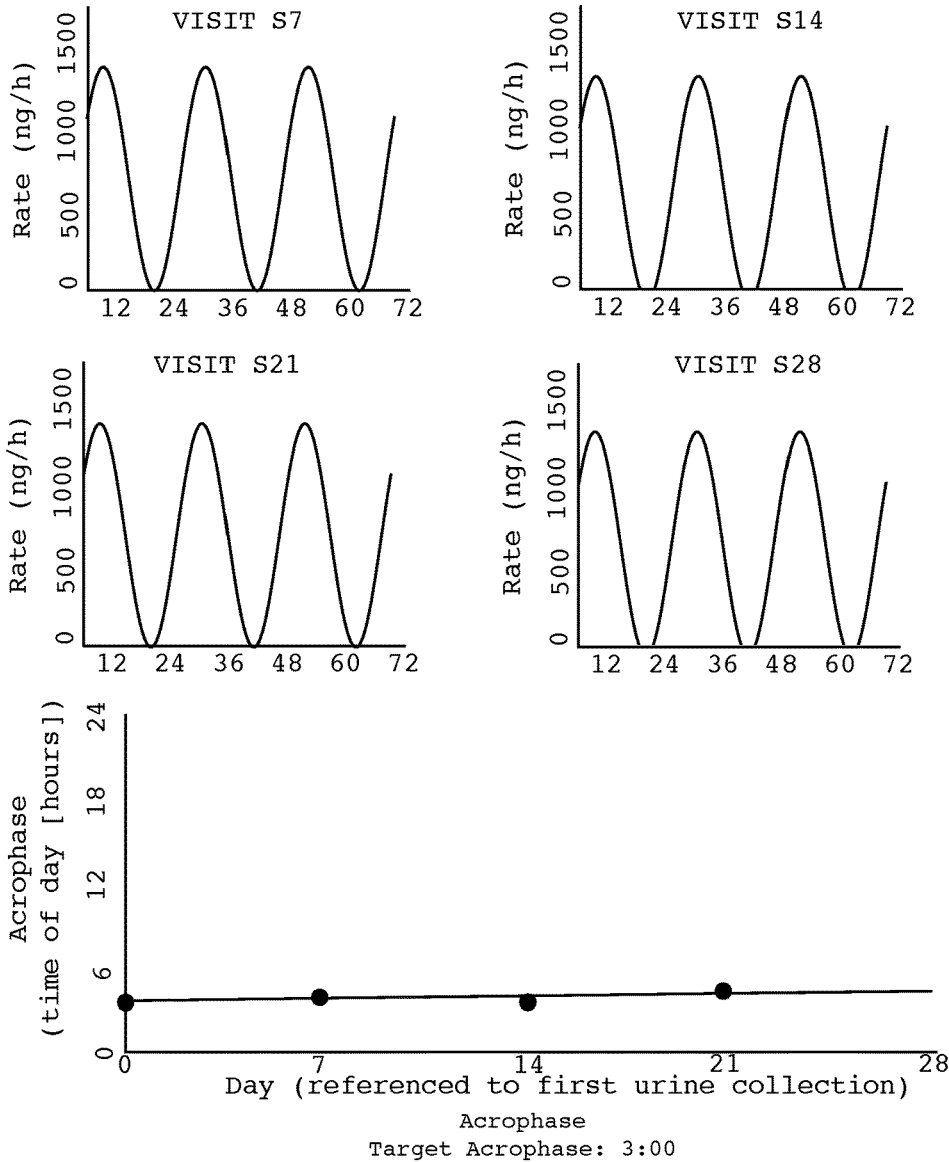 VISIT S7
Rate (ng/h)
1500
1000
500
0
12 24 36 48 60 72
VISIT S14
Rate (ng/h)
1500
1000
500
0
12 24 36 48 60 72
VISIT S21
Rate (ng/h)
1500
1000
500
0
12 24 36 48 60 72
VISIT S28
Rate (ng/h)
1500
1000
500
0
12 24 36 48 60 72
Acrophase
(time of day [hours])
24
18
12
6
0
0 7 14 21 28
Day (referenced to first urine collection)
Acrophase
Target Acrophase: 3:00